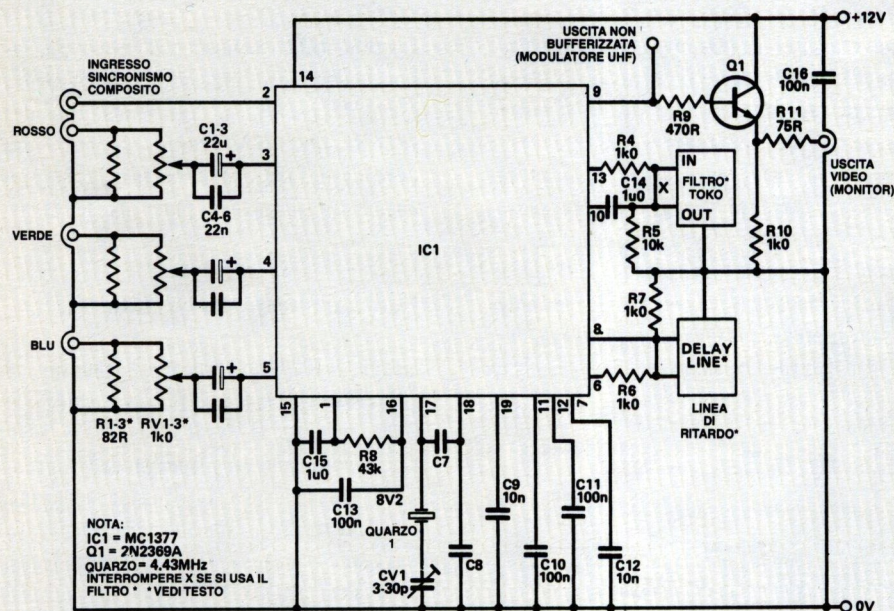 +12V
INGRESSO
SINCRONISMO
COMPOSITO
14
USCITA NON
BUFFERIZZATA
(MODULATORE UHF)
Q1
C16
100n
2
9
R9
470R
R11
75R
ROSSO
C1-3
22u
+
3
C4-6
22n
R4
1k0
13
C14
1u0
X
IN
FILTRO*
TOKO
OUT
USCITA
VIDEO
(MONITOR)
10
R5
10k
R10
1k0
VERDE
+
4
IC1
R7
1k0
BLU
+
5
8
6
R6
1k0
DELAY
LINE*
LINEA
DI
RITARDO*
R1-3*
82R
RV1-3*
1k0
15
1
16
17
18
19
11
12
7
C15
1u0
R8
43k
C7
C13
100n
8V2
C9
10n
C11
100n
QUARZO
1
CV1
3-30p
C8
C10
100n
C12
10n
NOTA:
IC1 = MC1377
Q1 = 2N2369A
QUARZO = 4.43MHz
INTERROMPERE X SE SI USA IL
FILTRO * *VEDI TESTO
0V